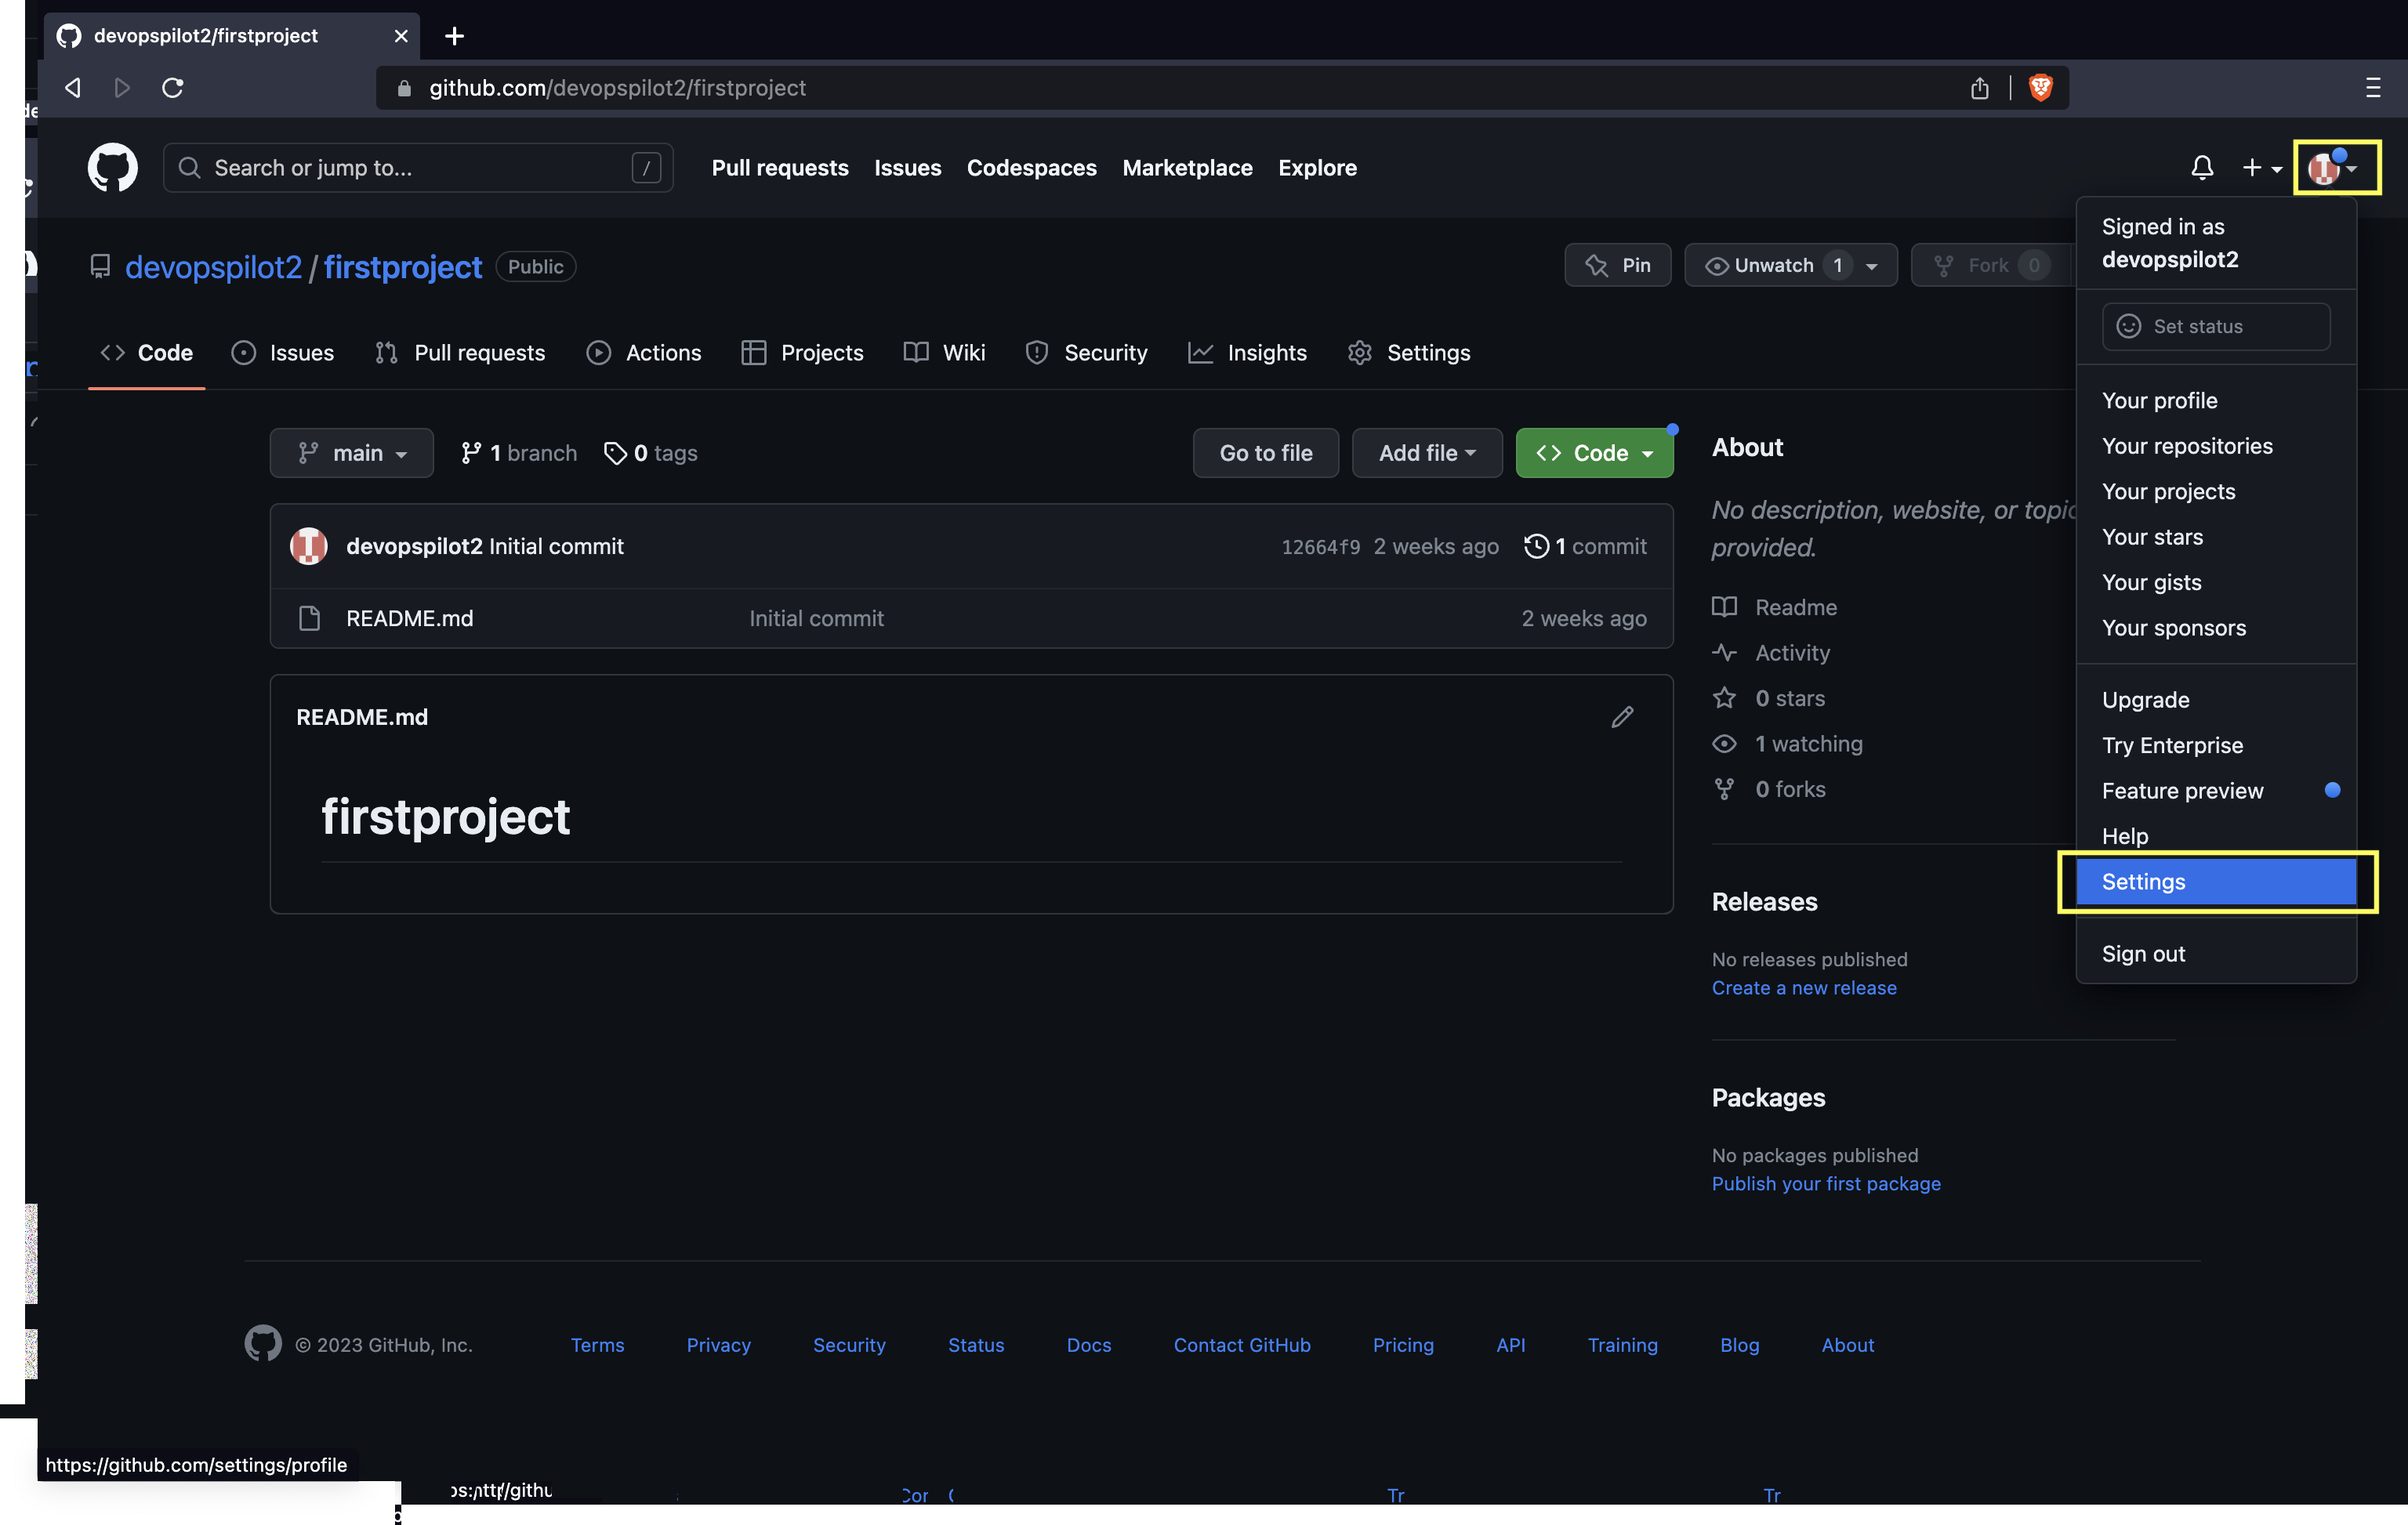 devopspilot2/firstproject
github.com/devopspilot2/firstproject
Search or jump to... /
Pull requests Issues Codespaces Marketplace Explore
Signed in as
devopspilot2
Set status
Your profile
Your repositories
Your projects
Your stars
Your gists
Your sponsors
Upgrade
Try Enterprise
Feature preview
Help
Settings
Sign out
devopspilot2 / firstproject Public
Pin Unwatch 1 Fork 0
Code Issues Pull requests Actions Projects Wiki Security Insights Settings
main 1 branch 0 tags Go to file Add file Code
devopspilot2 Initial commit 12664f9 2 weeks ago 1 commit
README.md Initial commit 2 weeks ago
README.md
firstproject
About
No description, website, or topic
provided.
Readme
Activity
0 stars
1 watching
0 forks
Releases
No releases published
Create a new release
Packages
No packages published
Publish your first package
© 2023 GitHub, Inc. Terms Privacy Security Status Docs Contact GitHub Pricing API Training Blog About
https://github.com/settings/profile